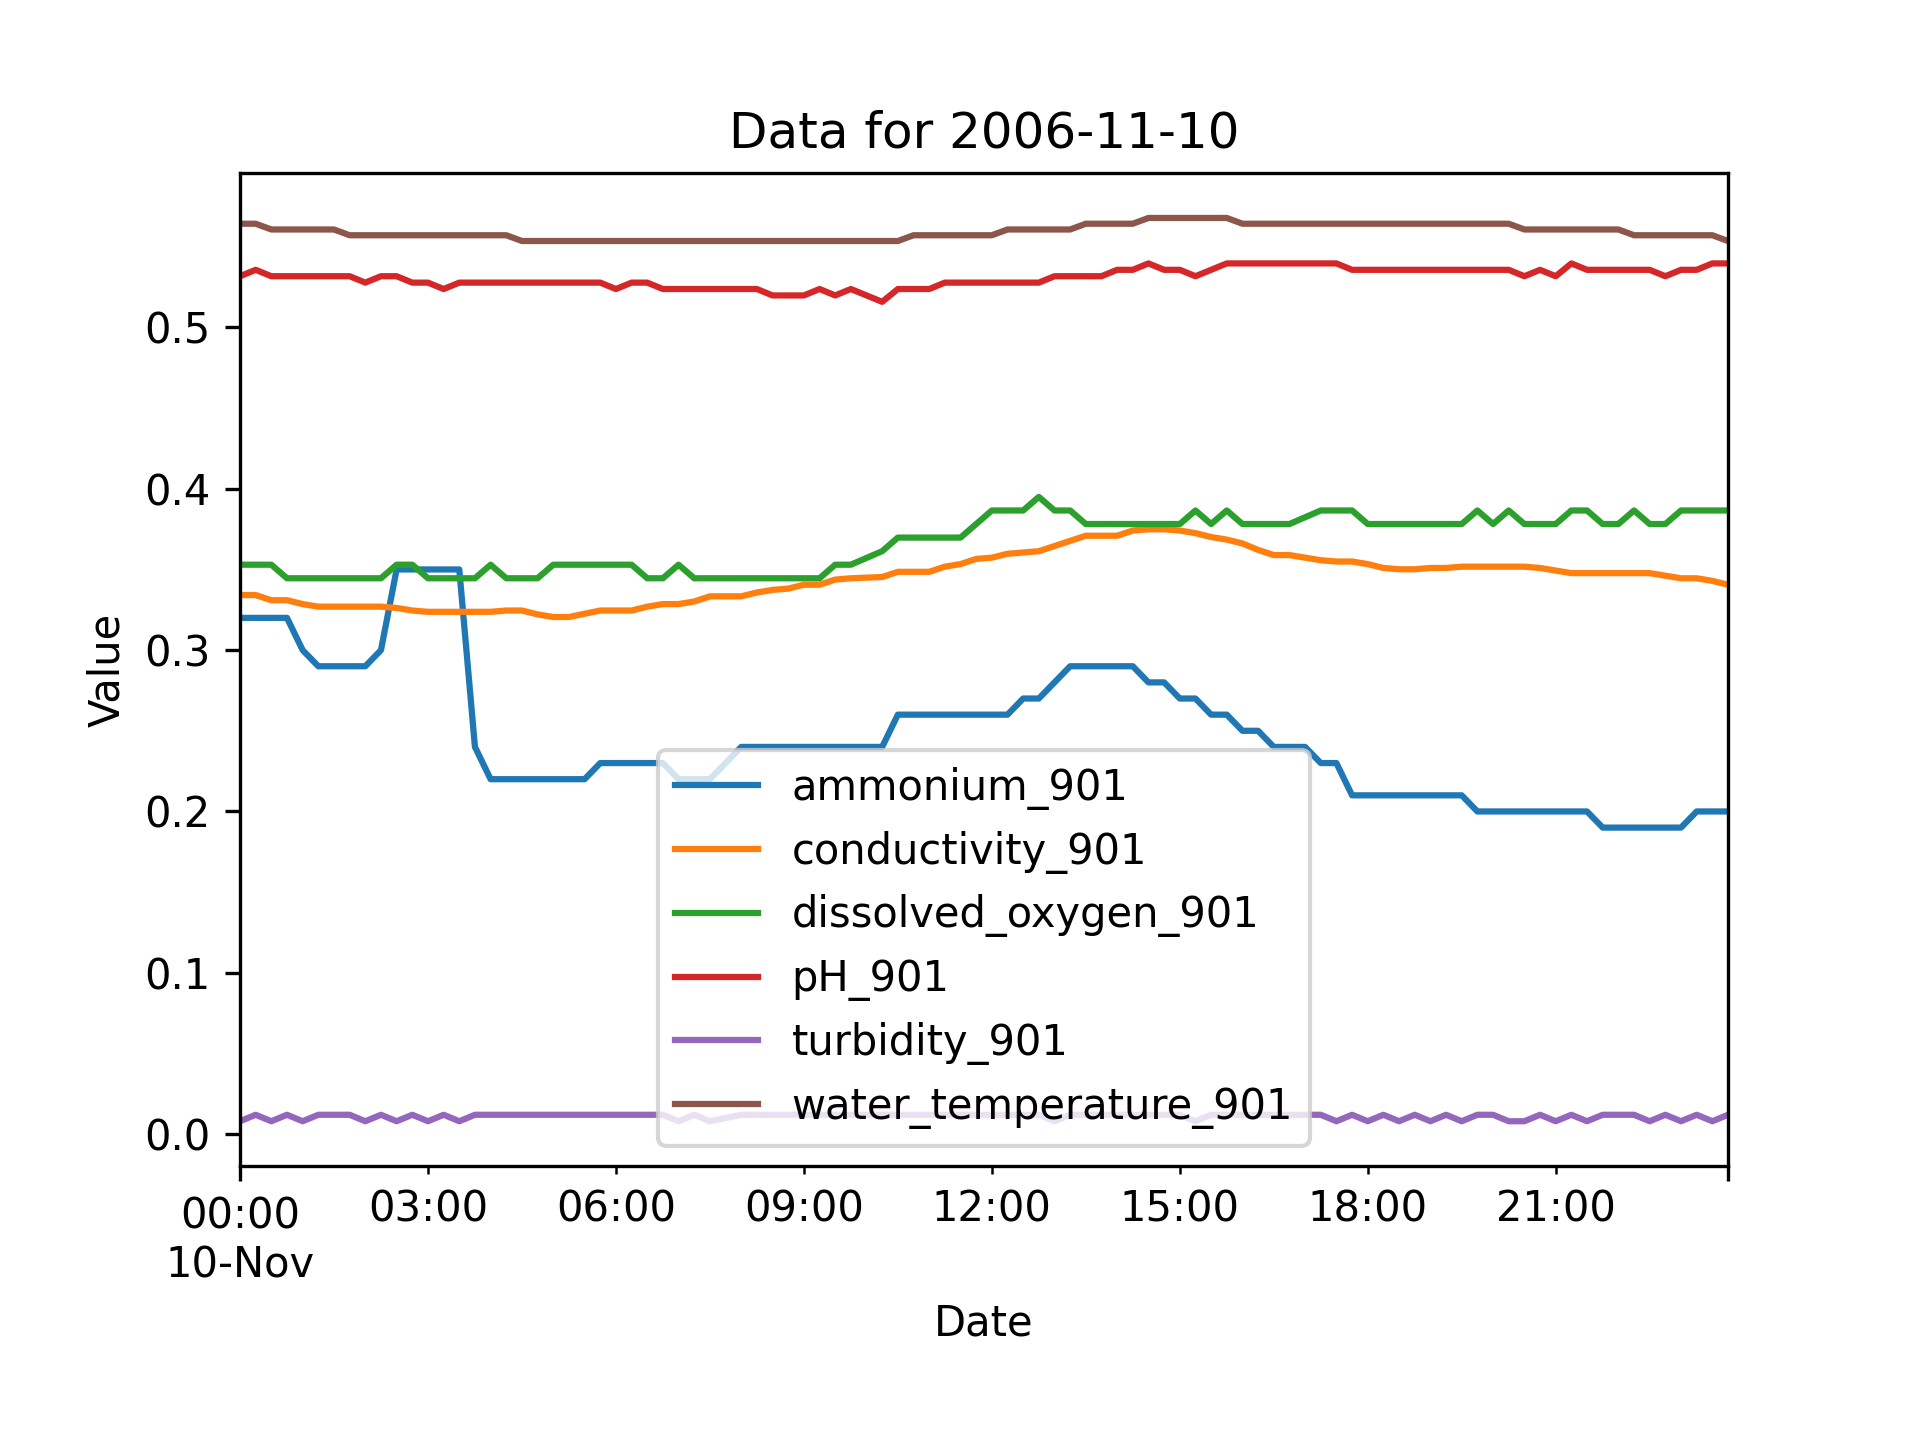 Data for 2006-11-10
Value
0.5
0.4
0.3
0.2
0.1
0.0
ammonium_901
conductivity_901
dissolved_oxygen_901
pH_901
turbidity_901
water_temperature_901
00:00 03:00 06:00 09:00 12:00 15:00 18:00 21:00
10-Nov
Date